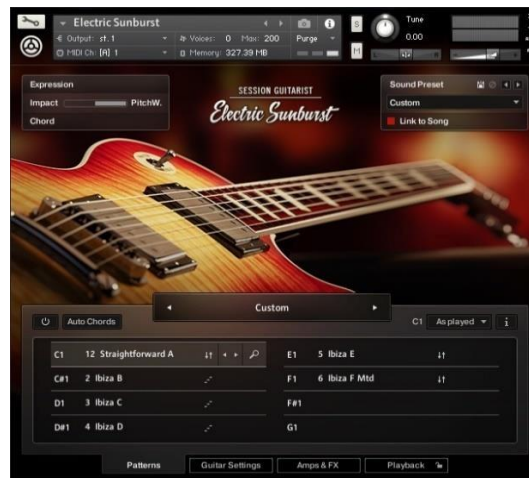 Electric Sunburst
Output: st.1
Voices: 0 Max: 200 Purge
MIDI Ch: [A] 1
Memory: 327.39 MB
S
M
Tune
0.00
Expression
Impact PitchW.
Chord
SESSION GUITARIST
Electric Sunburst
Sound Preset
Custom
Link to Song
Custom
Auto Chords
C1 As played i
C1 12 Straightforward A
C#1 2 Ibiza B
D1 3 Ibiza C
D#1 4 Ibiza D
E1 5 Ibiza E
F1 6 Ibiza F Mtd
F#1
G1
Patterns Guitar Settings Amps & FX Playback